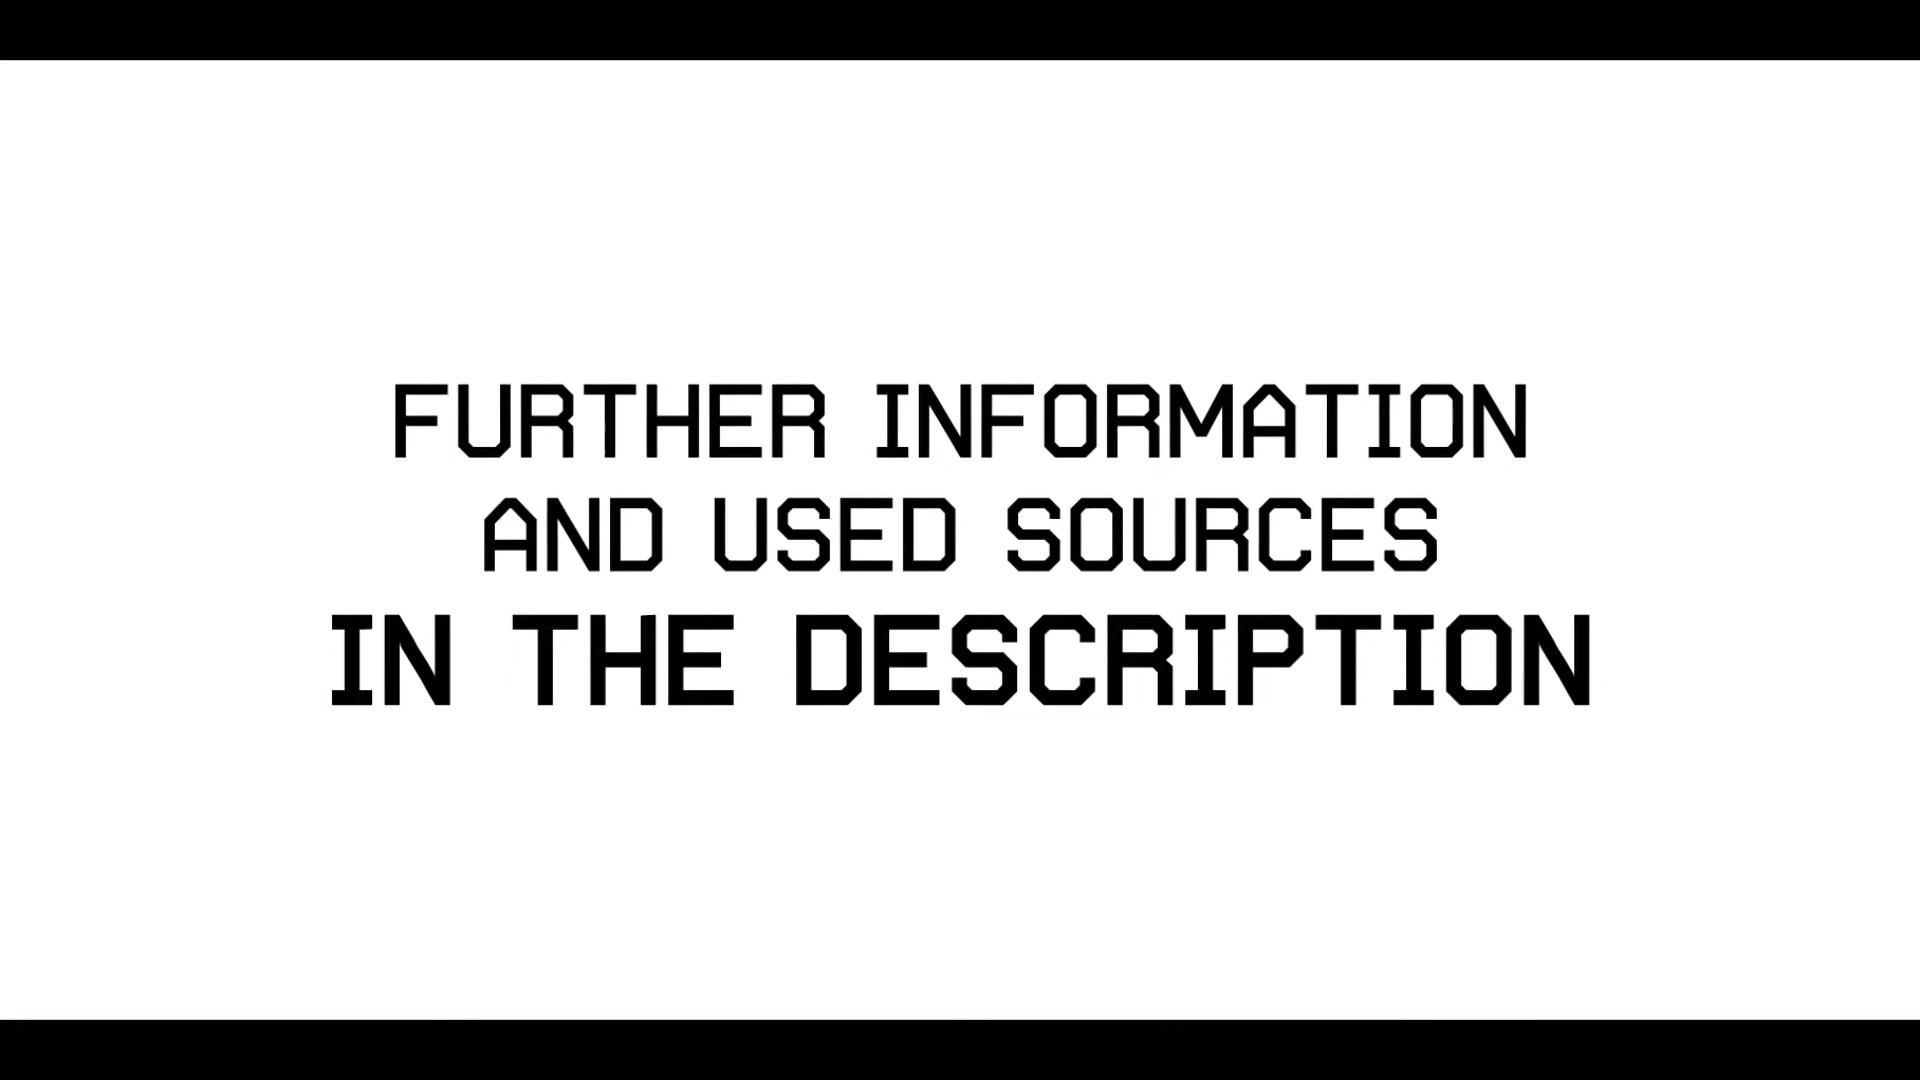 FURTHER INFORMATION
AND USED SOURCES
IN THE DESCRIPTION